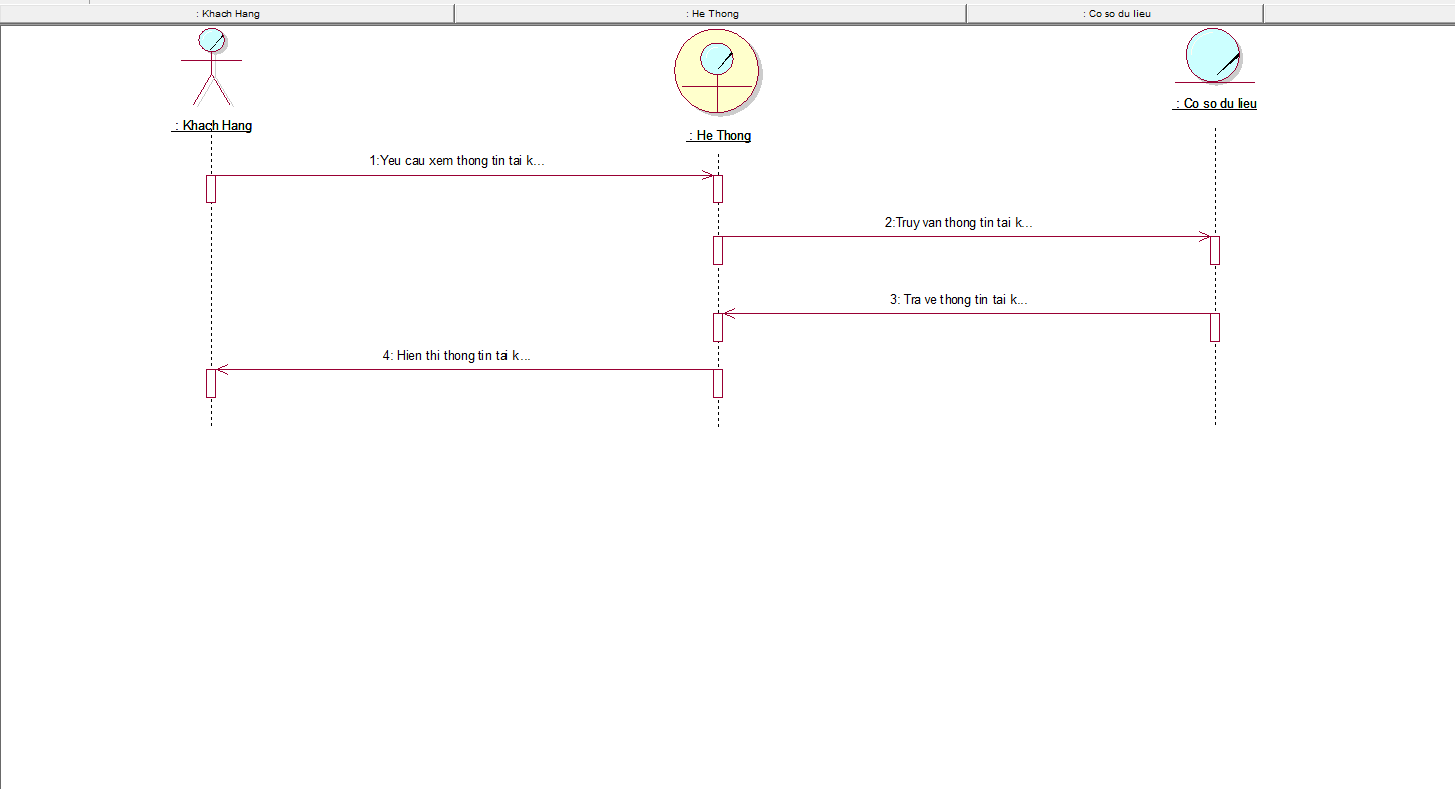 : Khach Hang
: He Thong
: Co so du lieu
: Khach Hang
: He Thong
: Co so du lieu
1:Yeu cau xem thong tin tai k...
2:Truy van thong tin tai k...
3: Tra ve thong tin tai k...
4: Hien thi thong tin tai k...